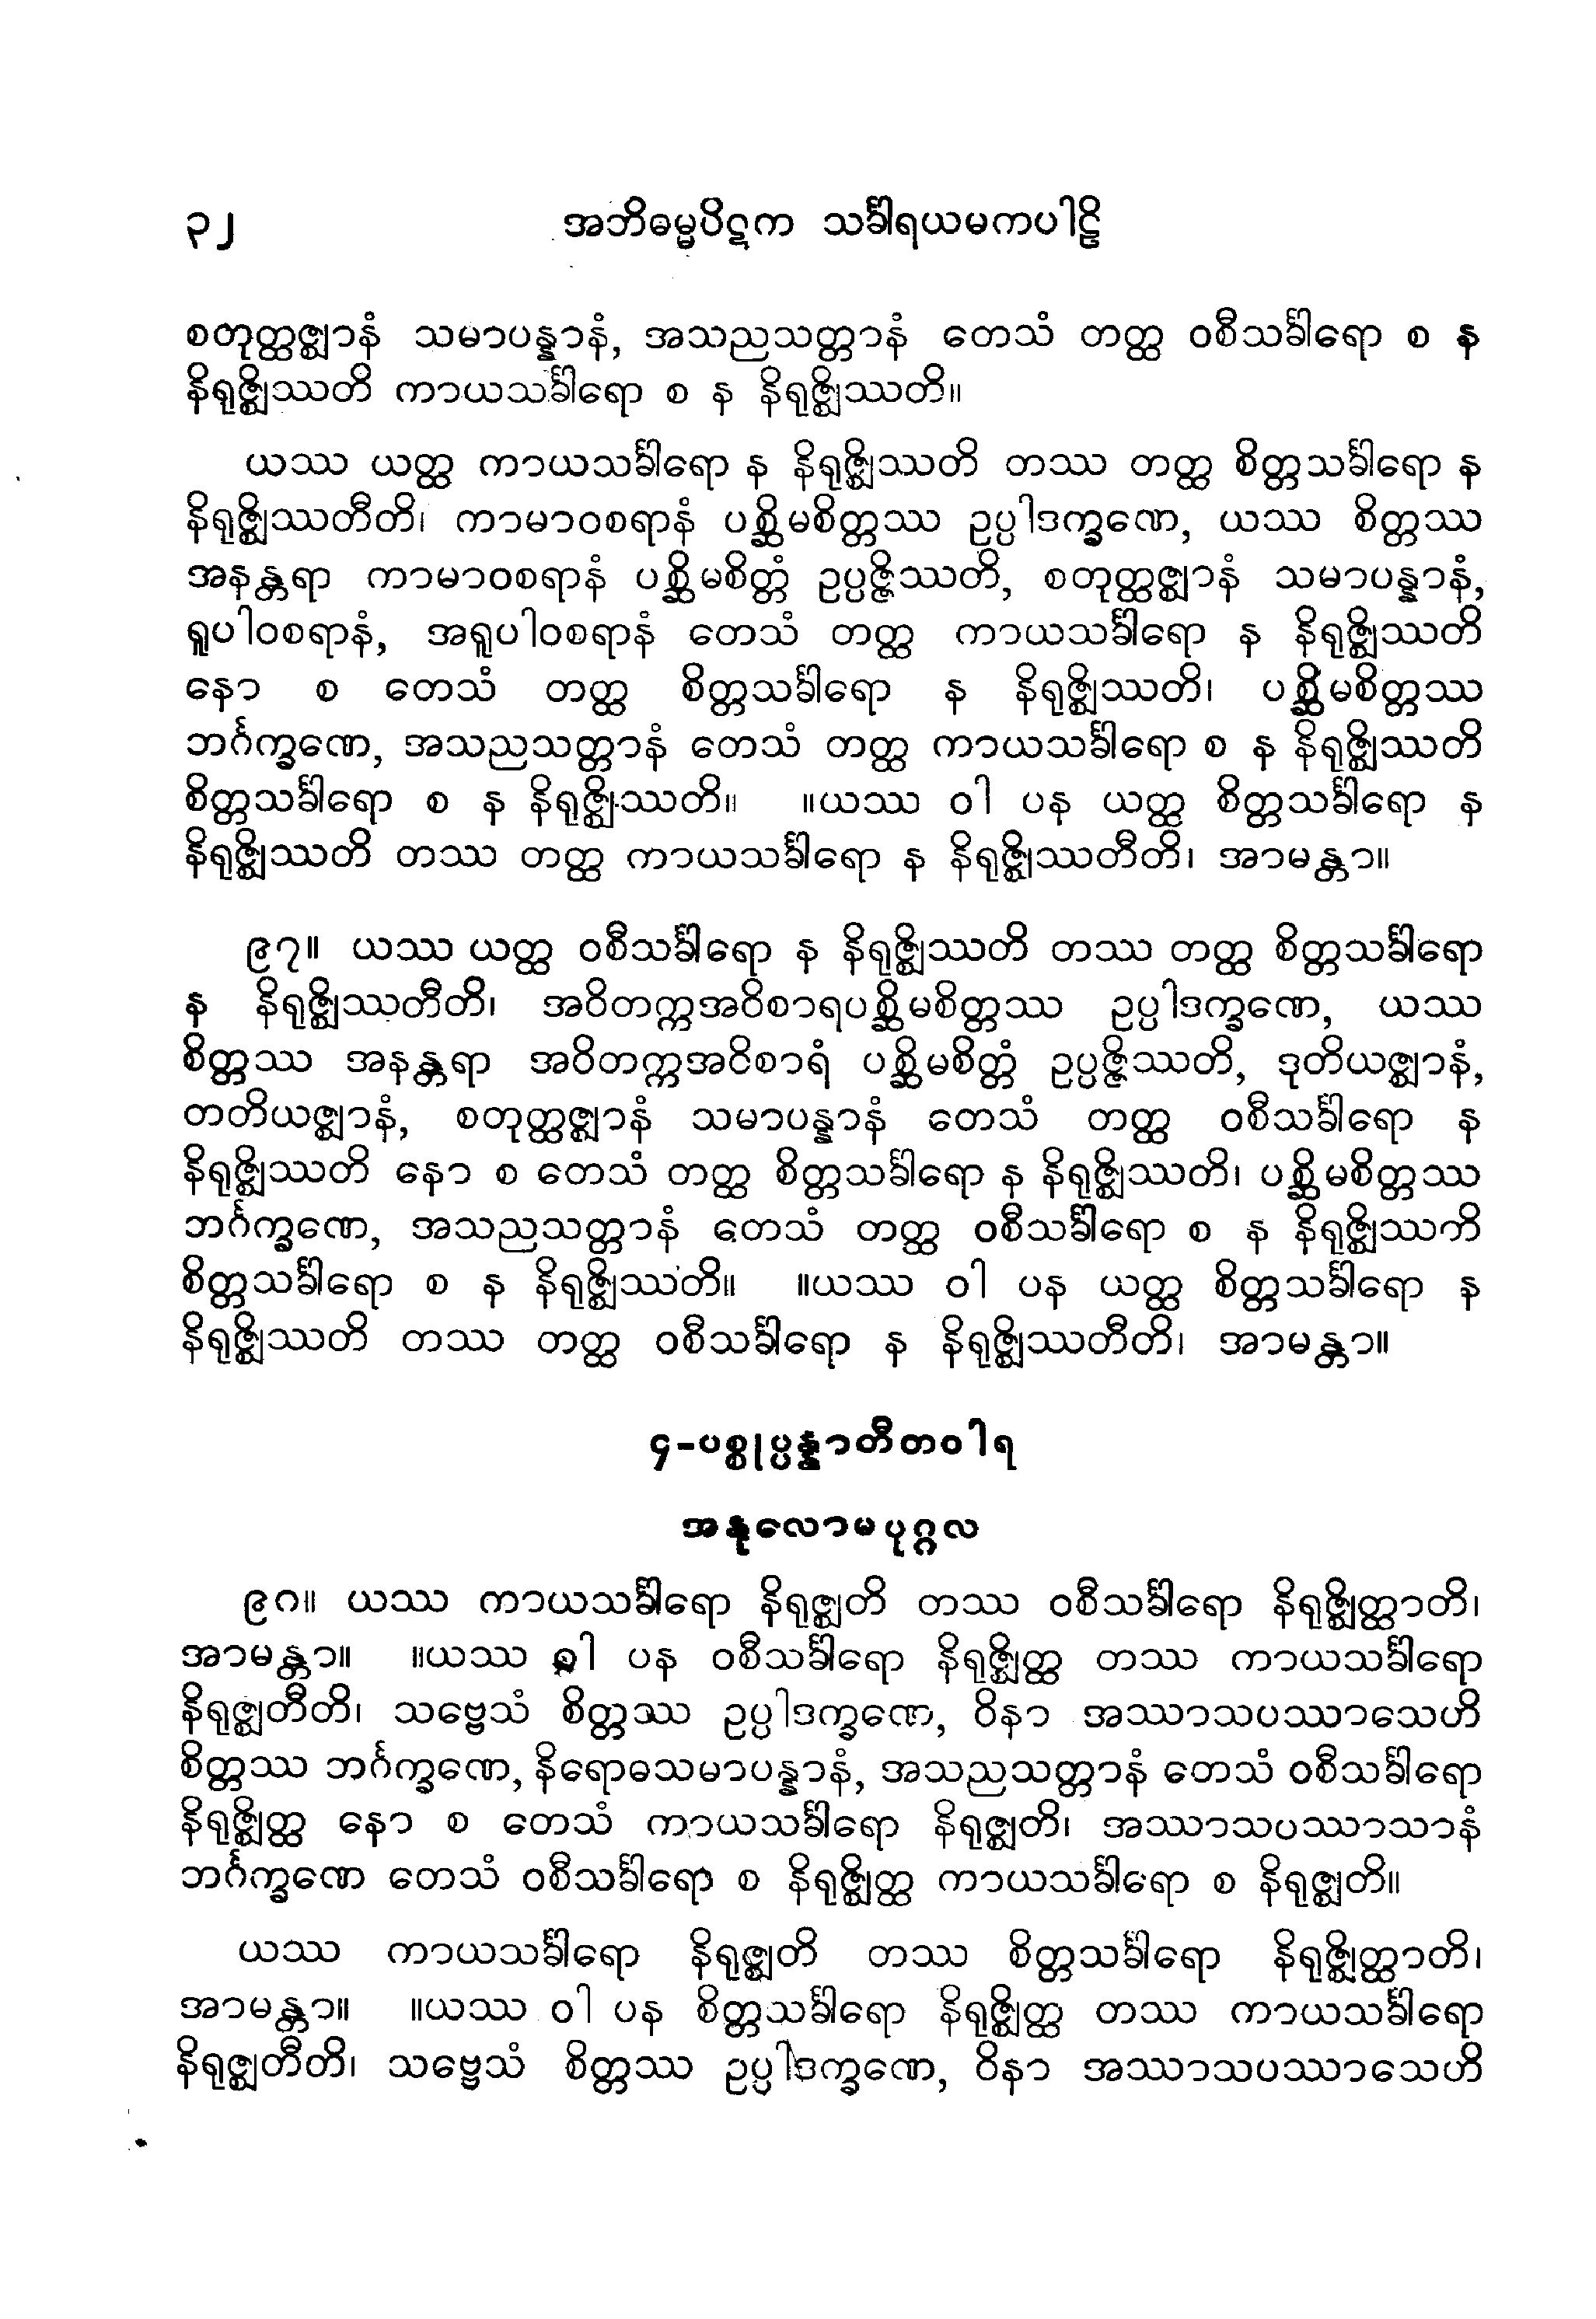 ၃၂ အဘိဓမ္မပိဋက သင်္ခါရယမကပါဠိ
စတုတ္ထဇ္ဈာနံ သမာပန္နာနံ, အသညသတ္တာနံ တေသံ တတ္ထ ဝစီသင်္ခါရော စ န
နိရုဇ္ဈိဿတိ ကာယသင်္ခါရော စ န နိရုဇ္ဈိဿတိ။
ယဿ ယတ္ထ ကာယသင်္ခါရော န နိရုဇ္ဈိဿတိ တဿ တတ္ထ စိတ္တသင်္ခါရော န
နိရုဇ္ဈိဿတီတိ၊ ကာမာဝစရာနံ ပစ္ဆိမစိတ္တဿ ဥပ္ပါဒက္ခဏေ, ယဿ စိတ္တဿ
အနန္တရာ ကာမာဝစရာနံ ပစ္ဆိမစိတ္တံ ဥပ္ပဇ္ဇိဿတိ, စတုတ္ထဇ္ဈာနံ သမာပန္နာနံ,
ရူပါဝစရာနံ, အရူပါဝစရာနံ တေသံ တတ္ထ ကာယသင်္ခါရော န နိရုဇ္ဈိဿတိ
နော စ တေသံ တတ္ထ စိတ္တသင်္ခါရော န နိရုဇ္ဈိဿတိ၊ ပစ္ဆိမစိတ္တဿ
ဘင်္ဂက္ခဏေ, အသညသတ္တာနံ တေသံ တတ္ထ ကာယသင်္ခါရော စ န နိရုဇ္ဈိဿတိ
စိတ္တသင်္ခါရော စ န နိရုဇ္ဈိဿတိ။ ။ယဿ ဝါ ပန ယတ္ထ စိတ္တသင်္ခါရော န
နိရုဇ္ဈိဿတိ တဿ တတ္ထ ကာယသင်္ခါရော န နိရုဇ္ဈိဿတီတိ၊ အာမန္တာ။
၉၇။ ယဿ ယတ္ထ ဝစီသင်္ခါရော န နိရုဇ္ဈိဿတိ တဿ တတ္ထ စိတ္တသင်္ခါရော
န နိရုဇ္ဈိဿတီတိ၊ အဝိတက္ကအဝိစာရပစ္ဆိမစိတ္တဿ ဥပ္ပါဒက္ခဏေ, ယဿ
စိတ္တဿ အနန္တရာ အဝိတက္ကအဝိစာရံ ပစ္ဆိမစိတ္တံ ဥပ္ပဇ္ဇိဿတိ, ဒုတိယဇ္ဈာနံ,
တတိယဇ္ဈာနံ, စတုတ္ထဇ္ဈာနံ သမာပန္နာနံ တေသံ တတ္ထ ဝစီသင်္ခါရော န
နိရုဇ္ဈိဿတိ နော စ တေသံ တတ္ထ စိတ္တသင်္ခါရော န နိရုဇ္ဈိဿတိ၊ ပစ္ဆိမစိတ္တဿ
ဘင်္ဂက္ခဏေ, အသညသတ္တာနံ တေသံ တတ္ထ ဝစီသင်္ခါရော စ န နိရုဇ္ဈိဿတိ
စိတ္တသင်္ခါရော စ န နိရုဇ္ဈိဿတိ။ ။ယဿ ဝါ ပန ယတ္ထ စိတ္တသင်္ခါရော န
နိရုဇ္ဈိဿတိ တဿ တတ္ထ ဝစီသင်္ခါရော န နိရုဇ္ဈိဿတီတိ၊ အာမန္တာ။
၄-ပစ္စုပ္ပန္နာတီတဝါရ
အနုလောမပုဂ္ဂလ
၉၈။ ယဿ ကာယသင်္ခါရော နိရုဇ္ဈတိ တဿ ဝစီသင်္ခါရော နိရုဇ္ဈိတ္ထာတိ၊
အာမန္တာ။ ။ယဿ ဝါ ပန ဝစီသင်္ခါရော နိရုဇ္ဈိတ္ထ တဿ ကာယသင်္ခါရော
နိရုဇ္ဈတီတိ၊ သဗ္ဗေသံ စိတ္တဿ ဥပ္ပါဒက္ခဏေ, ဝိနာ အဿာသပဿာသေဟိ
စိတ္တဿ ဘင်္ဂက္ခဏေ, နိရောဓသမာပန္နာနံ, အသညသတ္တာနံ တေသံ ဝစီသင်္ခါရော
နိရုဇ္ဈိတ္ထ နော စ တေသံ ကာယသင်္ခါရော နိရုဇ္ဈတိ၊ အဿာသပဿာသာနံ
ဘင်္ဂက္ခဏေ တေသံ ဝစီသင်္ခါရော စ နိရုဇ္ဈိတ္ထ ကာယသင်္ခါရော စ နိရုဇ္ဈတိ။
ယဿ ကာယသင်္ခါရော နိရုဇ္ဈတိ တဿ စိတ္တသင်္ခါရော နိရုဇ္ဈိတ္ထာတိ၊
အာမန္တာ။ ။ယဿ ဝါ ပန စိတ္တသင်္ခါရော နိရုဇ္ဈိတ္ထ တဿ ကာယသင်္ခါရော
နိရုဇ္ဈတီတိ၊ သဗ္ဗေသံ စိတ္တဿ ဥပ္ပါဒက္ခဏေ, ဝိနာ အဿာသပဿာသေဟိ